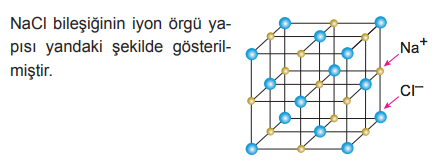 NaCl bileşiğinin iyon örgü ya-
pısı yandaki şekilde gösteril-
miştir.
Na+
Cl–